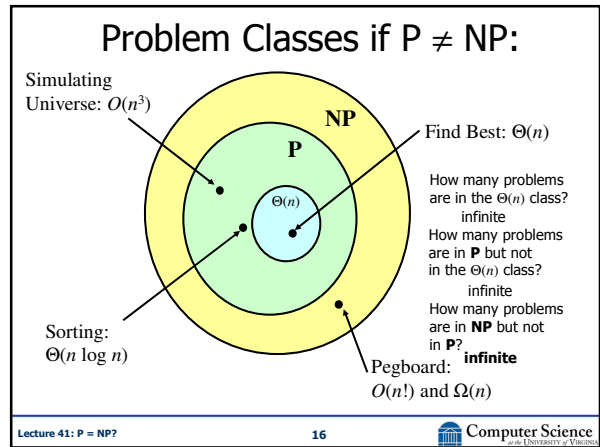 Problem Classes if P ≠ NP:
Simulating
Universe: O(n³)
NP
P
Find Best: Θ(n)
Θ(n)
How many problems
are in the Θ(n) class?
infinite
How many problems
are in P but not
in the Θ(n) class?
infinite
How many problems
are in NP but not
in P?
infinite
Sorting:
Θ(n log n)
Pegboard:
O(n!) and Ω(n)
Lecture 41: P = NP?
16
Computer Science
at the UNIVERSITY of VIRGINIA